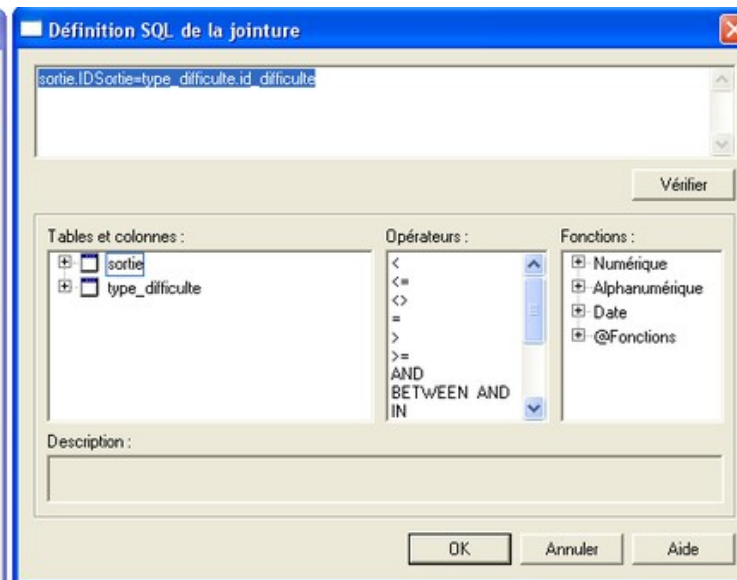 Définition SQL de la jointure
sortie.IDSortie=type_difficulte.id_difficulte
Vérifier
Tables et colonnes :
sortie
type_difficulte
Opérateurs :
<
<=
<>
=
>
>=
AND
BETWEEN AND
IN
Fonctions :
Numérique
Alphanumérique
Date
@Fonctions
Description :
OK
Annuler
Aide